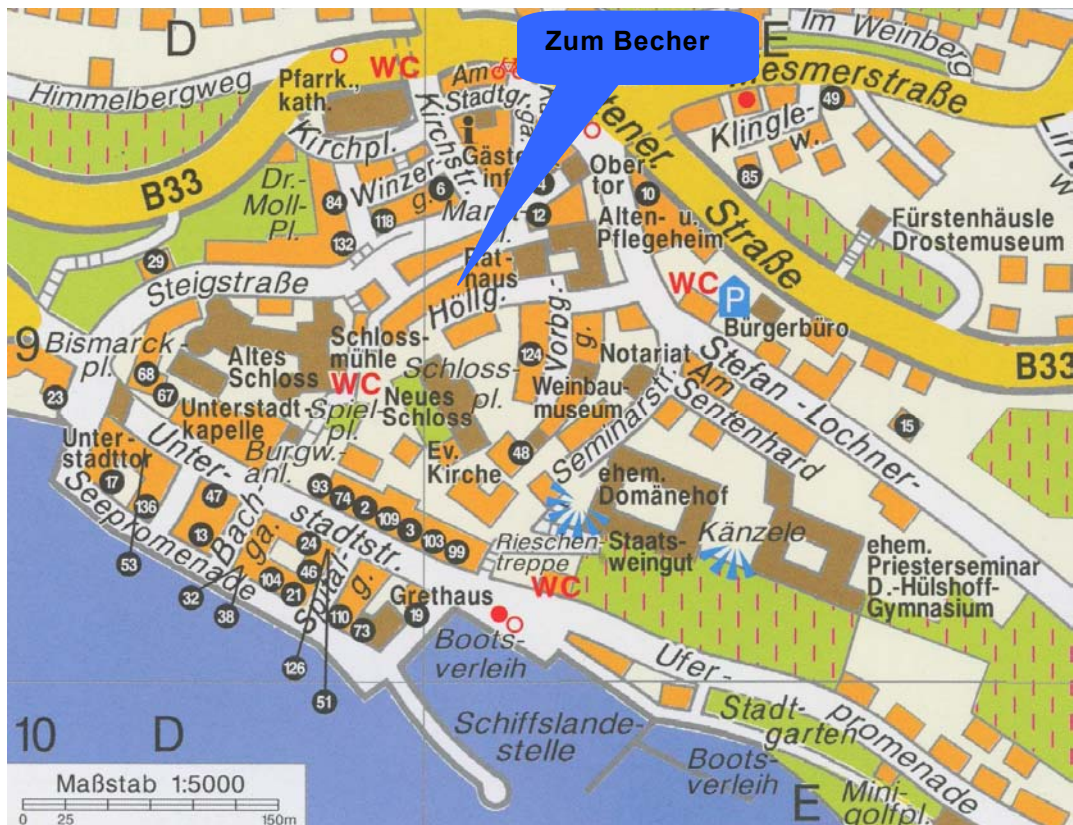 D
Zum Becher
E
Im Weinberg
WC
Am
Himmelbergweg
Pfarrk.,
kath.
Stadtgr.
ga.
Kirchstr.
i
Kirchpl.
Gäste
inf
tener
Straße
esmerstraße
49
Klingle-
w.
B33
Dr.-
Moll-
Pl.
Winzer
g.
84
118
6
132
Markt
pl.
4
12
Ober
tor
10
Alten- u.
Pflegeheim
85
Fürstenhäusle
Drostemuseum
29
Steigstraße
Rat-
haus
Höllg.
WC
P
Bürgerbüro
9
Bismarck-
pl.
68
67
23
Altes
Schloss
Schloss-
mühle
WC
Spiel-
pl.
Neues
Schloss
Schloss-
pl.
124
Vorbg.-
g.
Weinbau-
museum
Notariat
Seminarstr.
Am
Sentenhard
Stefan-Lochner-
B33
15
Unterstadt-
kapelle
Burgw.-
anl.
Unter-
stadttor
17
136
53
Ev.
Kirche
48
Unter-
stadtstr.
93
74
2
109
3
103
99
47
13
Bach-
ga.
24
46
104
21
Spital-
g.
110
73
Seepromenade
32
38
126
51
ehem.
Domänehof
Känzele
Rieschen-
treppe
Staats-
weingut
ehem.
Priesterseminar
D.-Hülshoff-
Gymnasium
Grethaus
19
WC
Boots-
verleih
Ufer-
promenade
Schiffslande-
stelle
Stadt-
garten
Boots-
verleih
Mini-
golfpl.
10
D
E
Maßstab 1:5000
0
25
150m